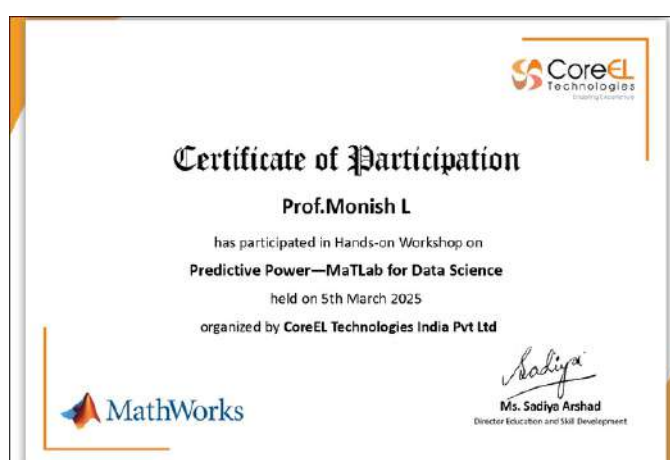 CoreEL
Technologies
Certificate of Participation
Prof.Monish L
has participated in Hands-on Workshop on
Predictive Power—MaTLab for Data Science
held on 5th March 2025
organized by CoreEL Technologies India Pvt Ltd
Sadiya
MathWorks
Ms. Sadiya Arshad
Director Education and Skill Development